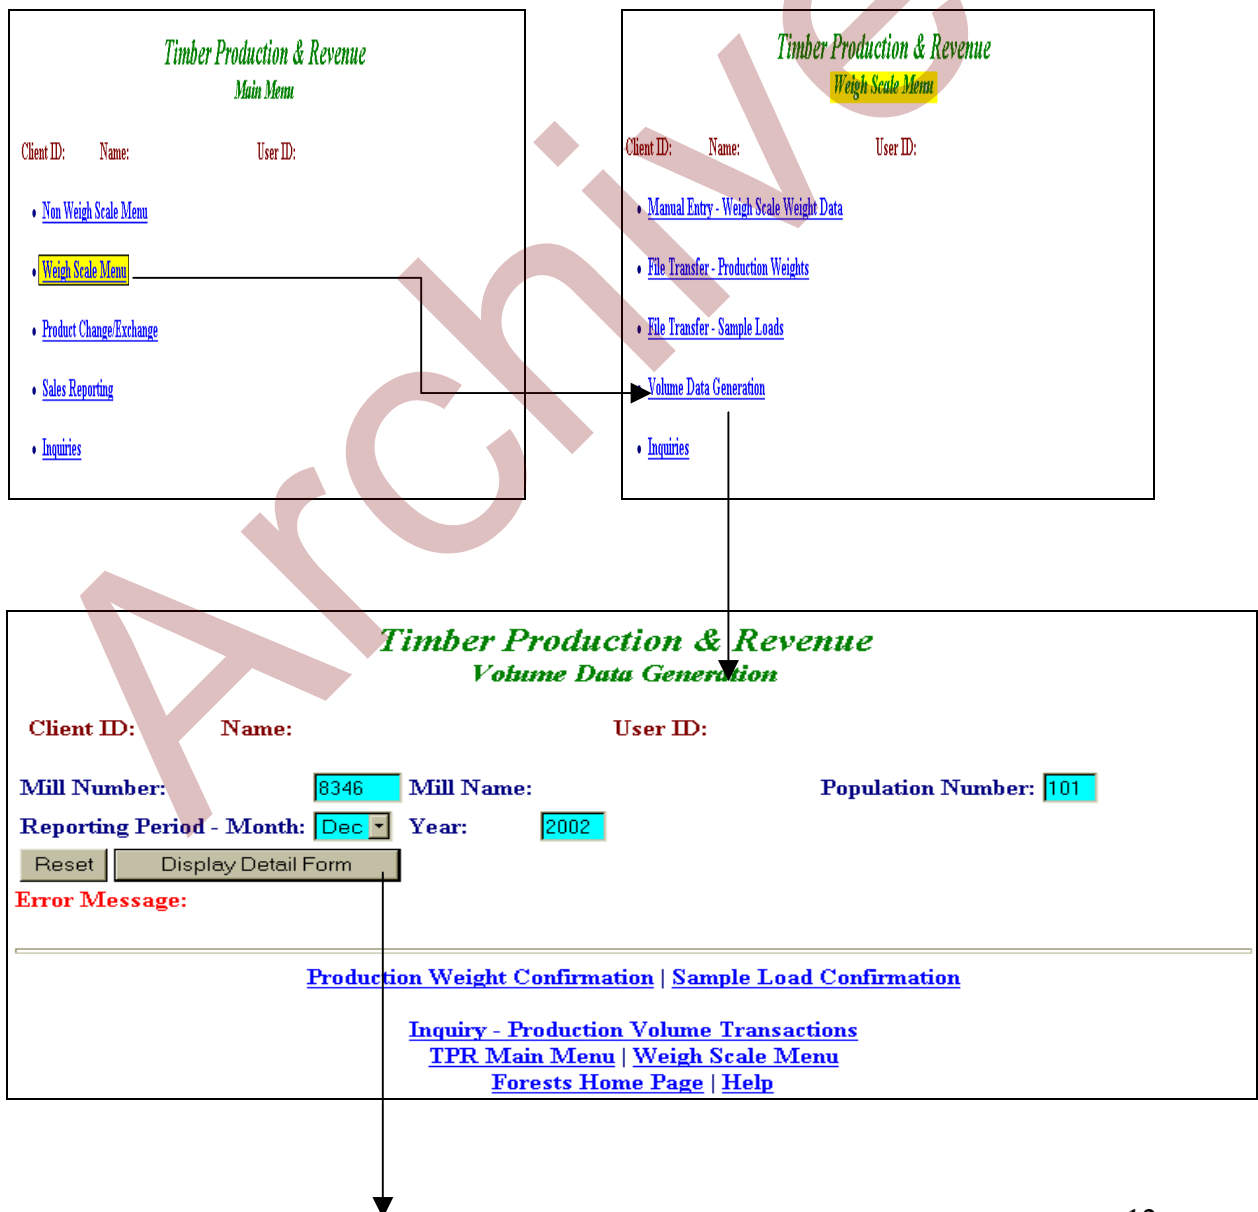 Timber Production & Revenue
Main Menu
Client ID: Name: User ID:
• Non Weigh Scale Menu
• Weigh Scale Menu
• Product Change/Exchange
• Sales Reporting
• Inquiries
Timber Production & Revenue
Weigh Scale Menu
Client ID: Name: User ID:
• Manual Entry - Weigh Scale Weight Data
• File Transfer - Production Weights
• File Transfer - Sample Loads
• Volume Data Generation
• Inquiries
Timber Production & Revenue
Volume Data Generation
Client ID: Name: User ID:
Mill Number: 8346 Mill Name: Population Number: 101
Reporting Period - Month: Dec Year: 2002
Reset Display Detail Form
Error Message:
Production Weight Confirmation | Sample Load Confirmation
Inquiry - Production Volume Transactions
TPR Main Menu | Weigh Scale Menu
Forests Home Page | Help
Archive